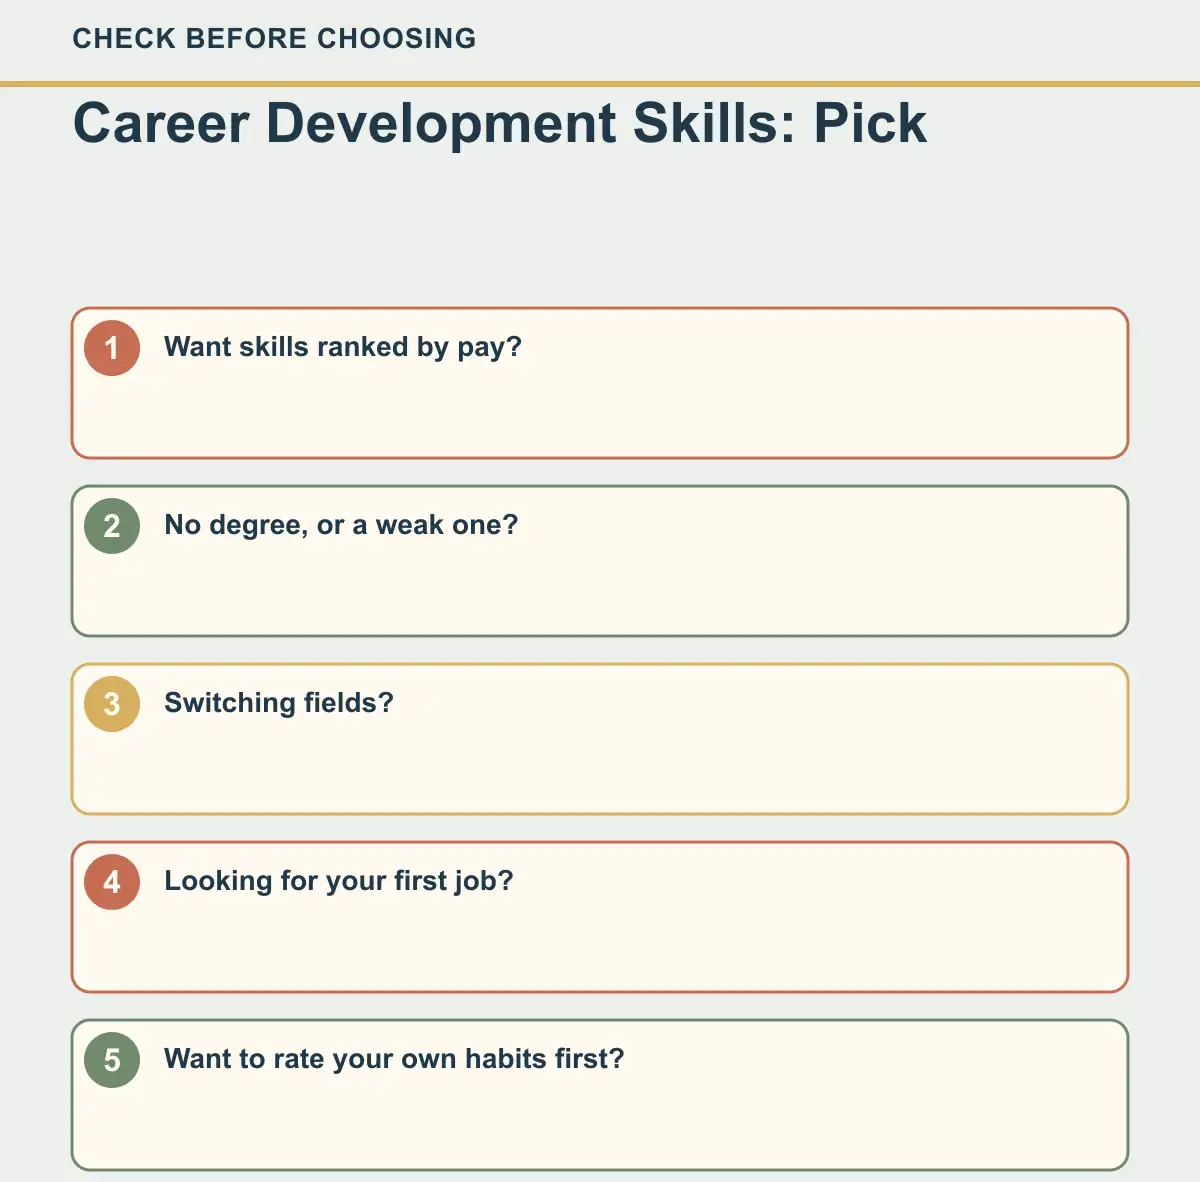 CHECK BEFORE CHOOSING
Career Development Skills: Pick
1 Want skills ranked by pay?
2 No degree, or a weak one?
3 Switching fields?
4 Looking for your first job?
5 Want to rate your own habits first?